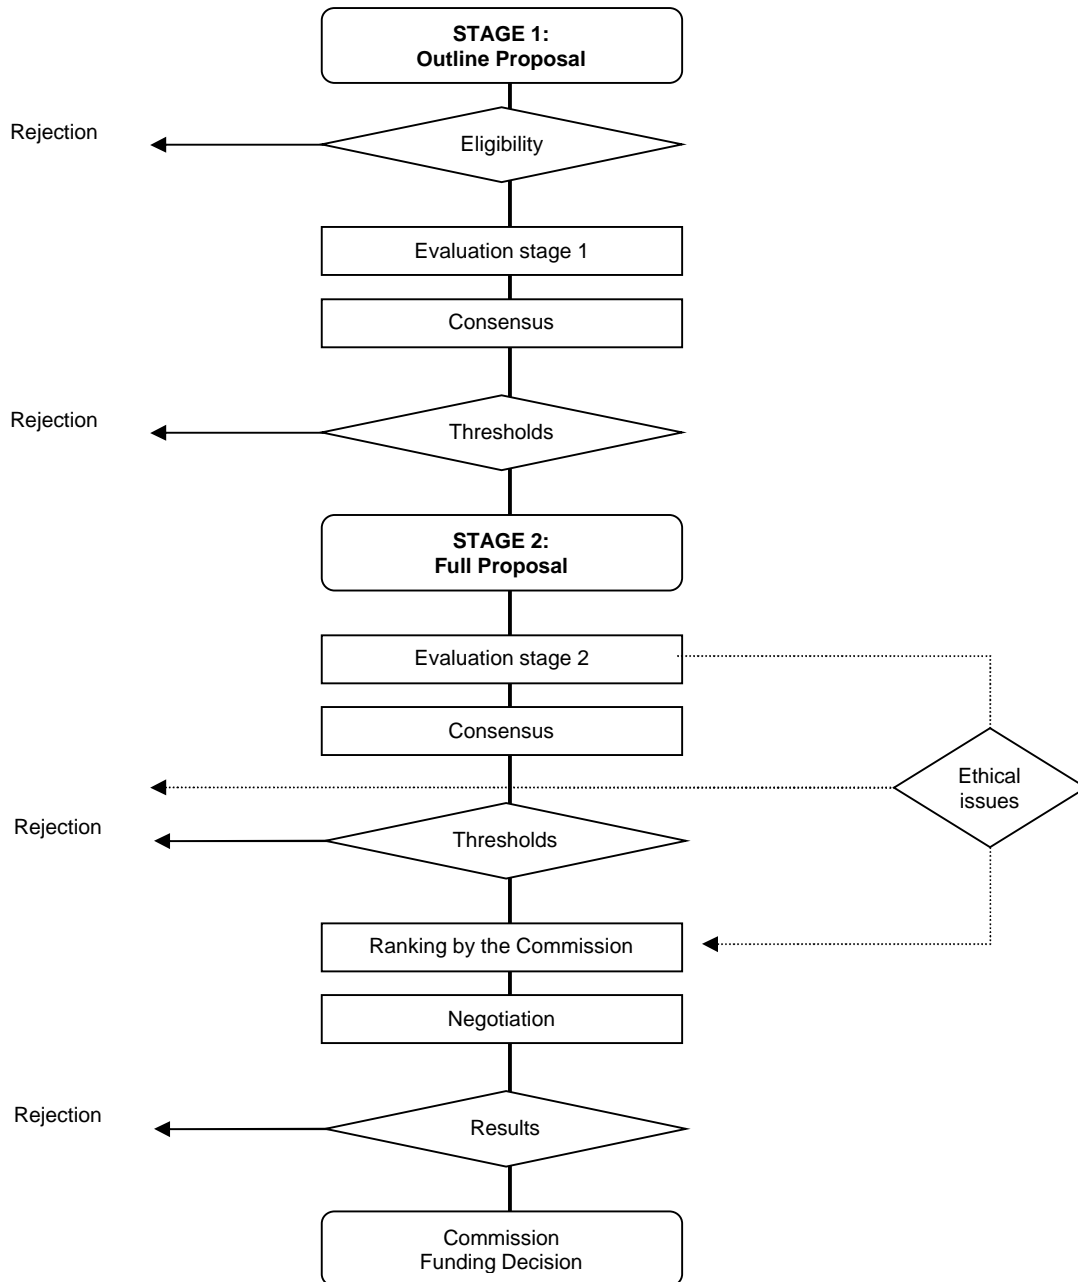 STAGE 1:
Outline Proposal
Rejection
Eligibility
Evaluation stage 1
Consensus
Rejection
Thresholds
STAGE 2:
Full Proposal
Evaluation stage 2
Consensus
Ethical
issues
Rejection
Thresholds
Ranking by the Commission
Negotiation
Rejection
Results
Commission
Funding Decision